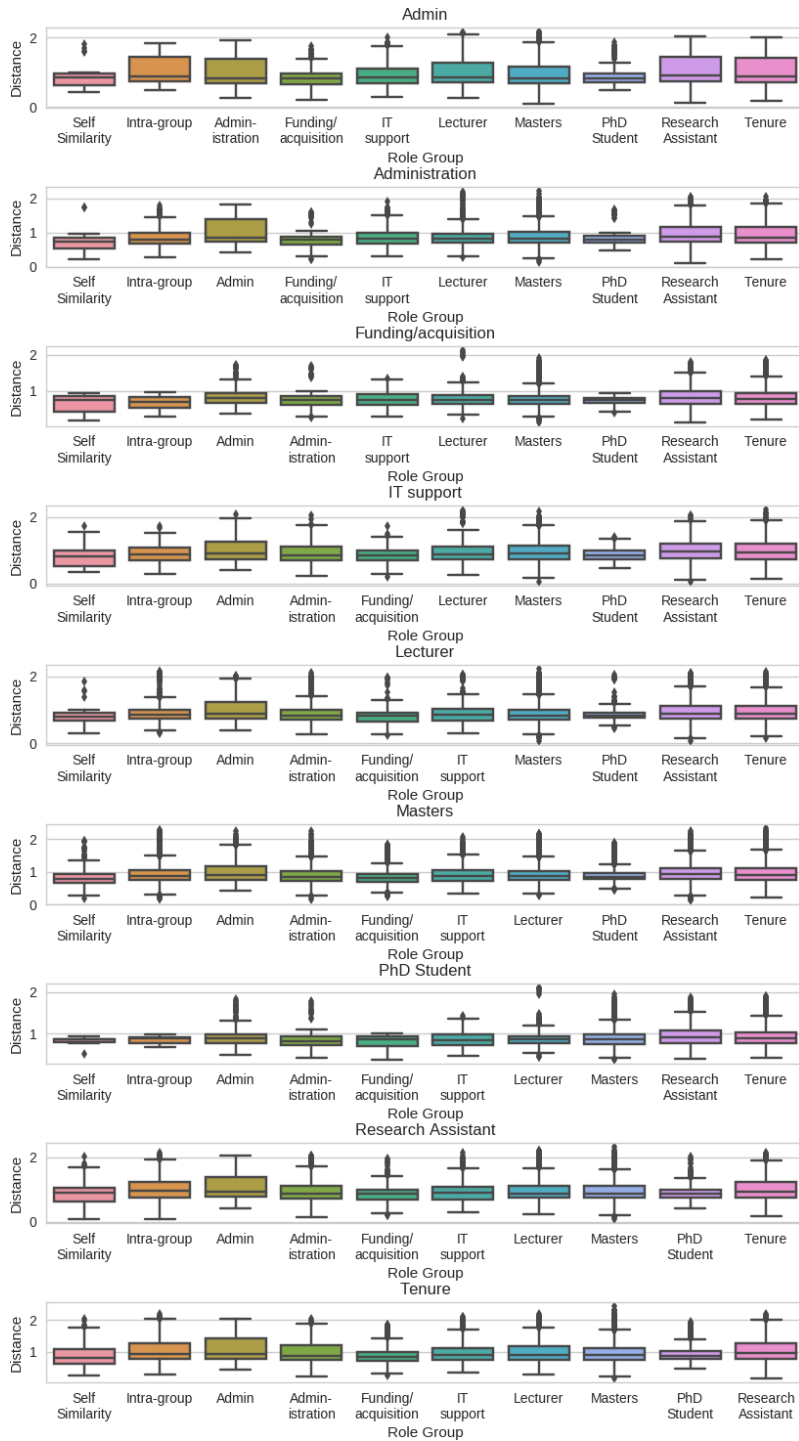 Admin
2
0
Distance
Self Intra-group Admin- Funding/ IT Lecturer Masters PhD Research Tenure
Similarity istration acquisition support Student Assistant
Role Group
Administration
2
1
0
Distance
Self Intra-group Admin Funding/ IT Lecturer Masters PhD Research Tenure
Similarity acquisition support Student Assistant
Role Group
Funding/acquisition
2
1
Distance
Self Intra-group Admin Admin- IT Lecturer Masters PhD Research Tenure
Similarity istration support Student Assistant
Role Group
IT support
2
0
Distance
Self Intra-group Admin Admin- Funding/ Lecturer Masters PhD Research Tenure
Similarity istration acquisition Student Assistant
Role Group
Lecturer
2
0
Distance
Self Intra-group Admin Admin- Funding/ IT Masters PhD Research Tenure
Similarity istration acquisition support Student Assistant
Role Group
Masters
2
1
0
Distance
Self Intra-group Admin Admin- Funding/ IT Lecturer PhD Research Tenure
Similarity istration acquisition support Student Assistant
Role Group
PhD Student
2
1
Distance
Self Intra-group Admin Admin- Funding/ IT Lecturer Masters Research Tenure
Similarity istration acquisition support Assistant
Role Group
Research Assistant
2
0
Distance
Self Intra-group Admin Admin- Funding/ IT Lecturer Masters PhD Tenure
Similarity istration acquisition support Student
Role Group
Tenure
2
1
Distance
Self Intra-group Admin Admin- Funding/ IT Lecturer Masters PhD Research
Similarity istration acquisition support Student Assistant
Role Group